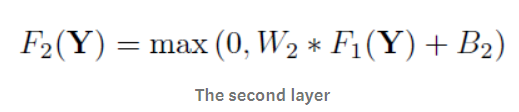 F₂(Y) = max (0, W₂ * F₁(Y) + B₂)
The second layer